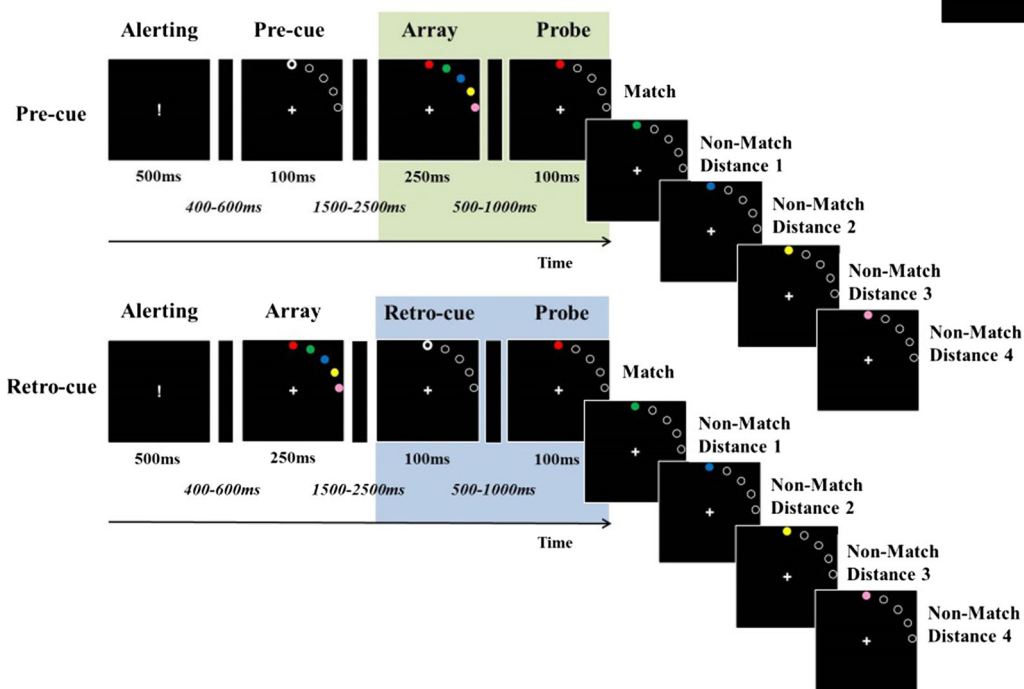 Alerting
Pre-cue
Array
Probe
Pre-cue
!
Match
Non-Match
Distance 1
Non-Match
Distance 2
Non-Match
Distance 3
Non-Match
Distance 4
500ms
100ms
250ms
100ms
400-600ms
1500-2500ms
500-1000ms
Time
Alerting
Array
Retro-cue
Probe
Retro-cue
!
Match
Non-Match
Distance 1
Non-Match
Distance 2
Non-Match
Distance 3
Non-Match
Distance 4
500ms
250ms
100ms
100ms
400-600ms
1500-2500ms
500-1000ms
Time